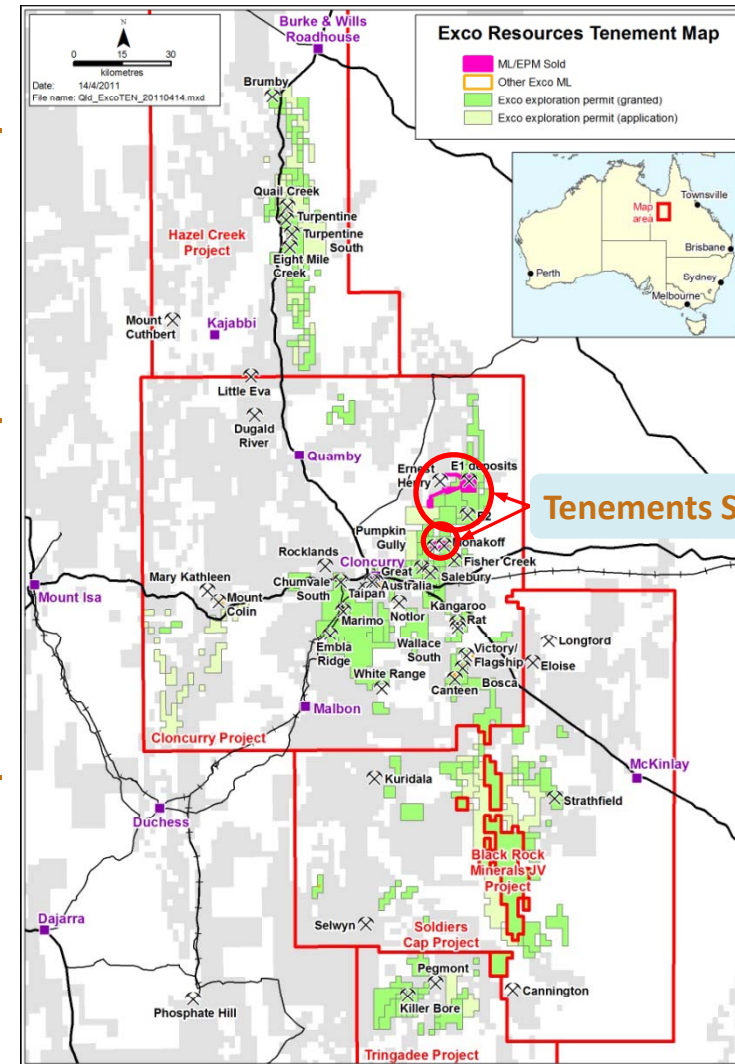 Burke & Wills
Roadhouse
N
0 15 30
kilometres
Date: 14/4/2011
File name: Qld_ExcoTEN_20110414.mxd
Exco Resources Tenement Map
ML/EPM Sold
Other Exco ML
Exco exploration permit (granted)
Exco exploration permit (application)
Map
area
Townsville
Brisbane
Perth
Sydney
Melbourne
Brumby
Quail Creek
Turpentine
Turpentine
South
Eight Mile
Creek
Hazel Creek
Project
Mount
Cuthbert
Kajabbi
Little Eva
Dugald
River
Quamby
Ernest
Henry
E1 deposits
E2
Tenements S
Pumpkin
Gully
Monakoff
Fisher Creek
Rocklands
Cloncurry
Great
Australia
Salebury
Mary Kathleen
Mount
Colin
Chumvale
South
Taipan
Mount Isa
Marimo
Notlor
Kangaroo
Rat
Embla
Ridge
Wallace
South
Victory/
Flagship
Longford
Eloise
White Range
Canteen
Bosca
Malbon
Cloncurry Project
McKinlay
Kuridala
Strathfield
Duchess
Black Rock
Minerals JV
Project
Dajarra
Selwyn
Soldiers
Cap Project
Pegmont
Cannington
Phosphate Hill
Killer Bore
Tringadee Project